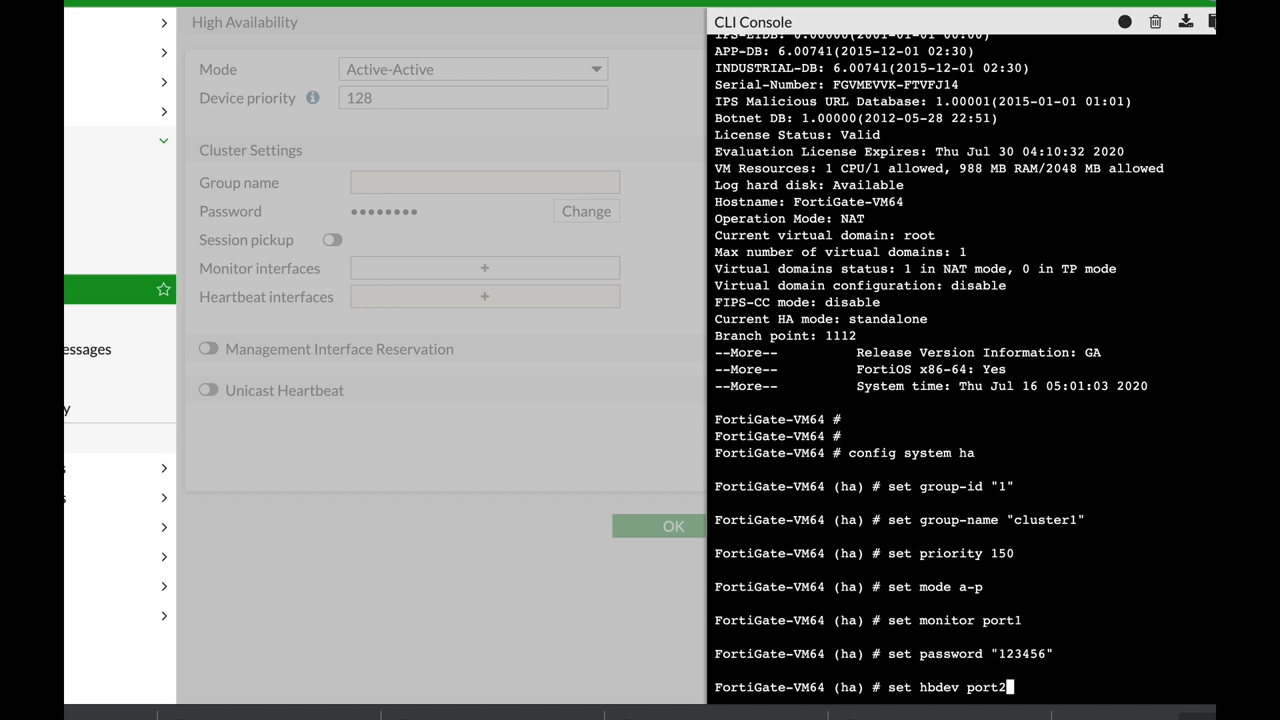 High Availability
Mode
Active-Active
Device priority
128
Cluster Settings
Group name
Password
••••••••
Change
Session pickup
Monitor interfaces
+
Heartbeat interfaces
+
Management Interface Reservation
Unicast Heartbeat
OK
essages
y
s
s
CLI Console
IPS-ETDB: 0.00000(2001-01-01 00:00)
APP-DB: 6.00741(2015-12-01 02:30)
INDUSTRIAL-DB: 6.00741(2015-12-01 02:30)
Serial-Number: FGVMEVVK-FTVFJ14
IPS Malicious URL Database: 1.00001(2015-01-01 01:01)
Botnet DB: 1.00000(2012-05-28 22:51)
License Status: Valid
Evaluation License Expires: Thu Jul 30 04:10:32 2020
VM Resources: 1 CPU/1 allowed, 988 MB RAM/2048 MB allowed
Log hard disk: Available
Hostname: FortiGate-VM64
Operation Mode: NAT
Current virtual domain: root
Max number of virtual domains: 1
Virtual domains status: 1 in NAT mode, 0 in TP mode
Virtual domain configuration: disable
FIPS-CC mode: disable
Current HA mode: standalone
Branch point: 1112
--More-- Release Version Information: GA
--More-- FortiOS x86-64: Yes
--More-- System time: Thu Jul 16 05:01:03 2020
FortiGate-VM64 #
FortiGate-VM64 #
FortiGate-VM64 # config system ha
FortiGate-VM64 (ha) # set group-id "1"
FortiGate-VM64 (ha) # set group-name "cluster1"
FortiGate-VM64 (ha) # set priority 150
FortiGate-VM64 (ha) # set mode a-p
FortiGate-VM64 (ha) # set monitor port1
FortiGate-VM64 (ha) # set password "123456"
FortiGate-VM64 (ha) # set hbdev port2